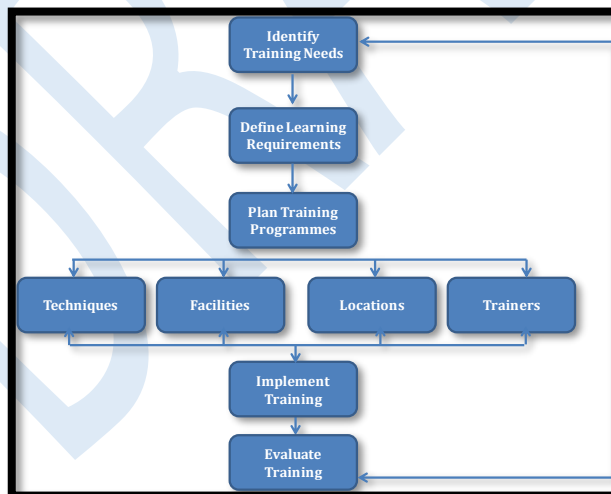 Identify
Training Needs
Define Learning
Requirements
Plan Training
Programmes
Techniques
Facilities
Locations
Trainers
Implement
Training
Evaluate
Training